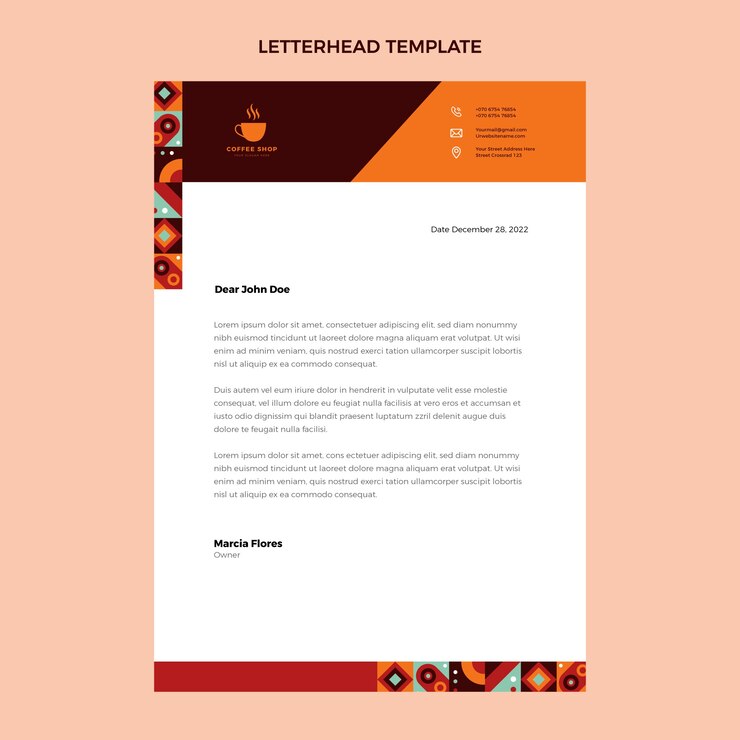 LETTERHEAD TEMPLATE
COFFEE SHOP
YOUR SLOGAN HERE
+070 6754 76854
+070 6754 76854
Yourmail@gmail.com
Urwebsitename.com
Your Street Address Here
Street Crossrad 123
Date December 28, 2022
Dear John Doe
Lorem ipsum dolor sit amet, consectetuer adipiscing elit, sed diam nonummy
nibh euismod tincidunt ut laoreet dolore magna aliquam erat volutpat. Ut wisi
enim ad minim veniam, quis nostrud exerci tation ullamcorper suscipit lobortis
nisl ut aliquip ex ea commodo consequat.
Duis autem vel eum iriure dolor in hendrerit in vulputate velit esse molestie
consequat, vel illum dolore eu feugiat nulla facilisis at vero eros et accumsan et
iusto odio dignissim qui blandit praesent luptatum zzril delenit augue duis
dolore te feugait nulla facilisi.
Lorem ipsum dolor sit amet, cons ectetuer adipiscing elit, sed diam nonummy
nibh euismod tincidunt ut laoreet dolore magna aliquam erat volutpat. Ut wisi
enim ad minim veniam, quis nostrud exerci tation ullamcorper suscipit lobortis
nisl ut aliquip ex ea commodo consequat.
Marcia Flores
Owner